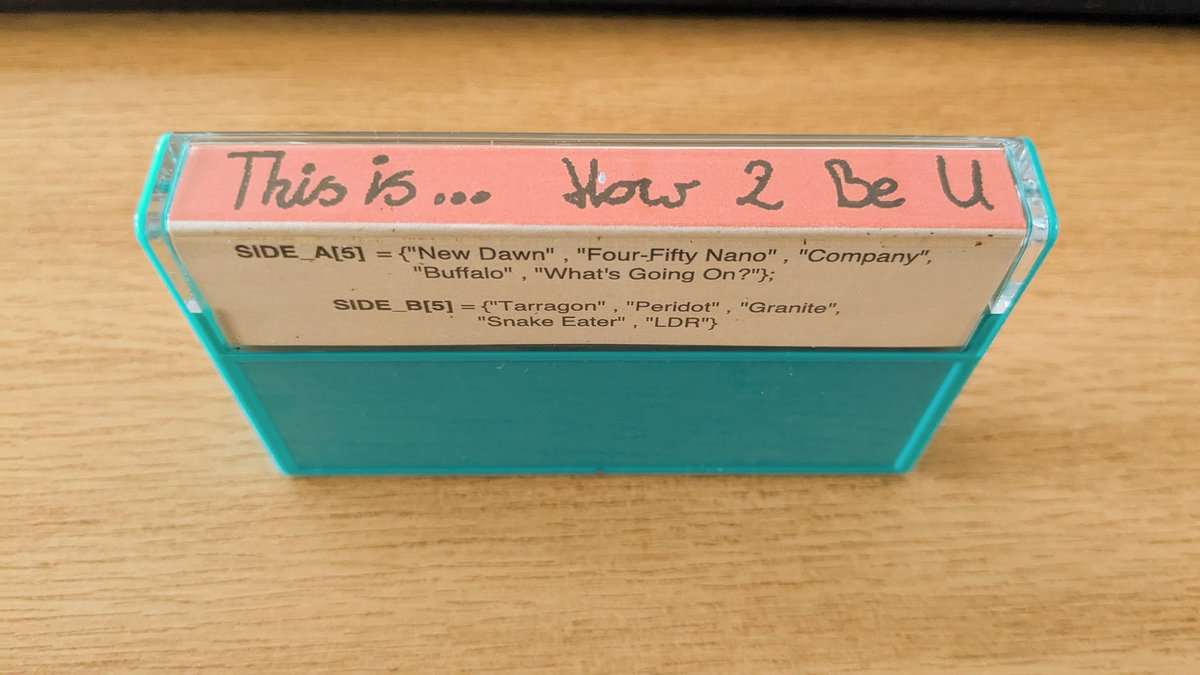 This is... How 2 Be U
SIDE_A[5] = {"New Dawn" , "Four-Fifty Nano" , "Company",
"Buffalo" , "What's Going On?"};
SIDE_B[5] = {"Tarragon" , "Peridot" , "Granite",
"Snake Eater" , "LDR"}